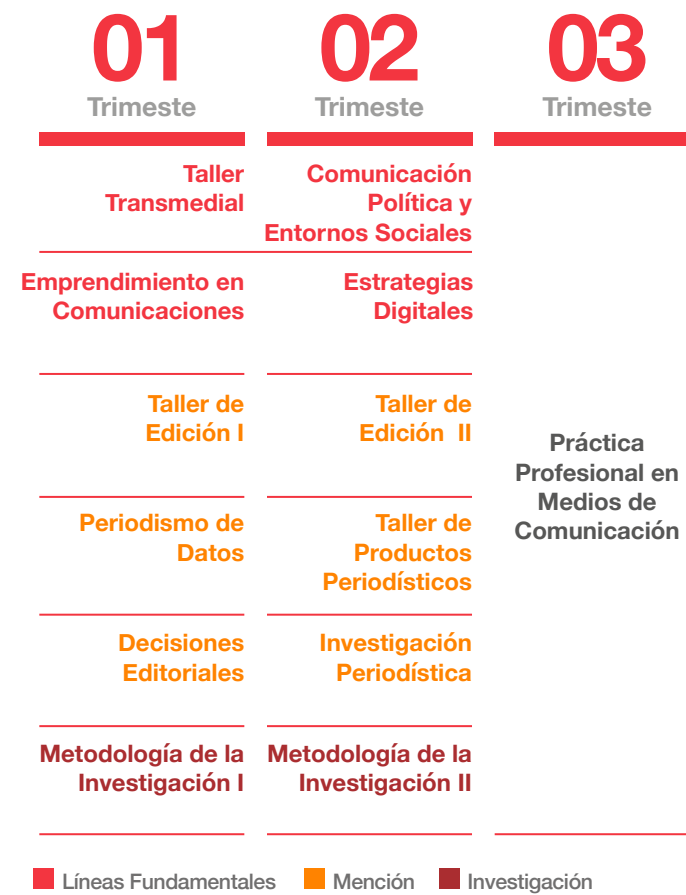 01
Trimeste
Taller
Transmedial
Emprendimiento en
Comunicaciones
Taller de
Edición I
Periodismo de
Datos
Decisiones
Editoriales
Metodología de la
Investigación I
02
Trimeste
Comunicación
Política y
Entornos Sociales
Estrategias
Digitales
Taller de
Edición II
Taller de
Productos
Periodísticos
Investigación
Periodística
Metodología de la
Investigación II
03
Trimeste
Práctica
Profesional en
Medios de
Comunicación
Líneas Fundamentales
Mención
Investigación